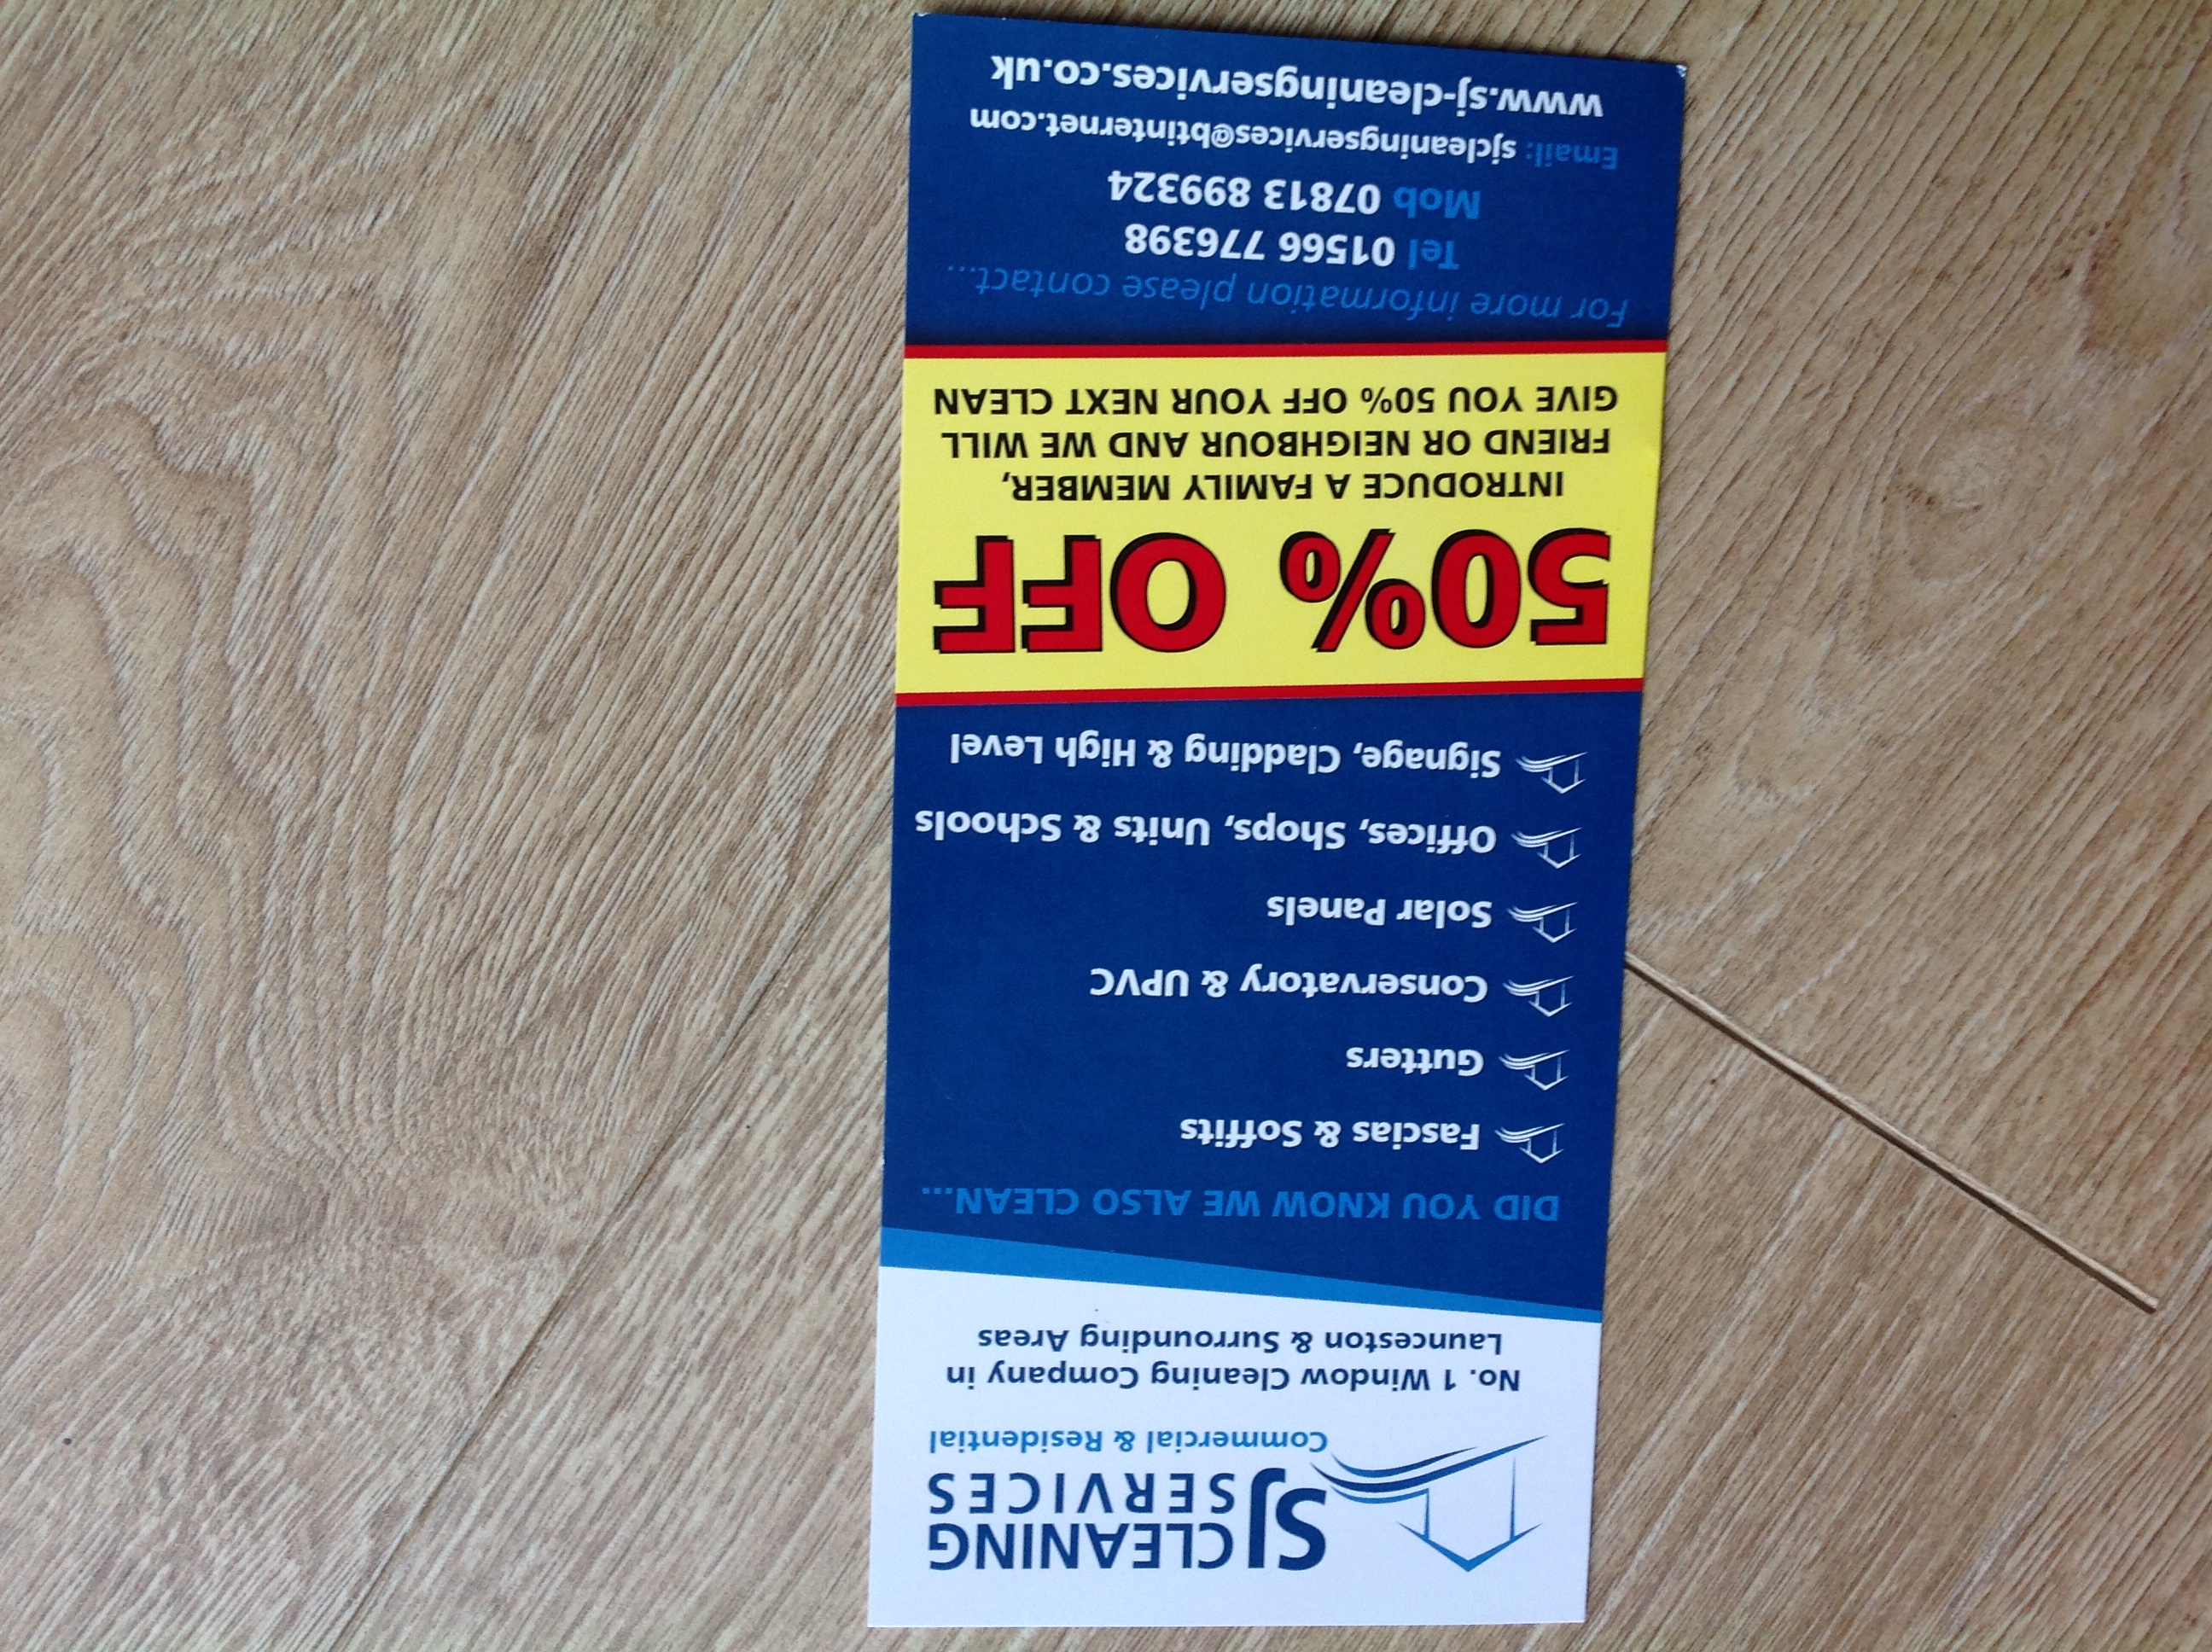 SJ CLEANING
SERVICES
Commercial & Residential
No. 1 Window Cleaning Company in
Launceston & Surrounding Areas
DID YOU KNOW WE ALSO CLEAN...
Fascias & Soffits
Gutters
Conservatory & UPVC
Solar Panels
Offices, Shops, Units & Schools
Signage, Cladding & High Level
50% OFF
INTRODUCE A FAMILY MEMBER,
FRIEND OR NEIGHBOUR AND WE WILL
GIVE YOU 50% OFF YOUR NEXT CLEAN
For more information please contact...
Tel 01566 776398
Mob 07813 899324
Email: sjcleaningservices@btinternet.com
www.sj-cleaningservices.co.uk